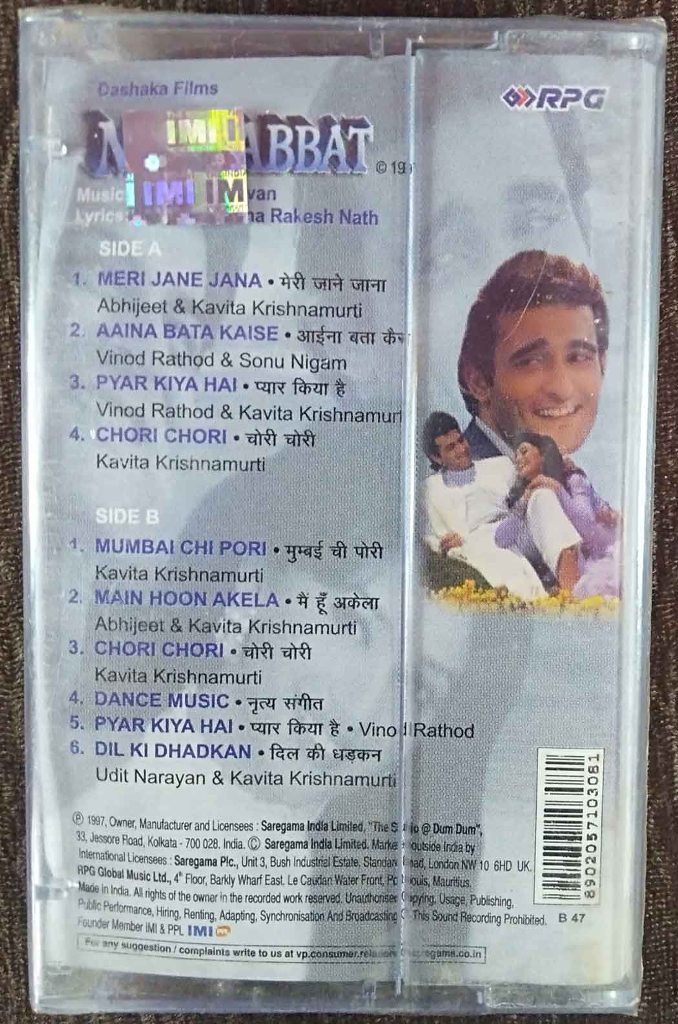 Dashaka Films
RPG
ABBAT © 19
IMI
IMI IM
Music van
Lyrics Rakesh Nath
SIDE A
1. MERI JANE JANA • मेरी जाने जाना
Abhijeet & Kavita Krishnamurti
2. AAINA BATA KAISE • आईना बता
Vinod Rathod & Sonu Nigam
3. PYAR KIYA HAI • प्यार किया है
Vinod Rathod & Kavita Krishnamurt
4. CHORI CHORI • चोरी चोरी
Kavita Krishnamurti
SIDE B
1. MUMBAI CHI PORI • मुम्बई ची पोरी
Kavita Krishnamurti
2. MAIN HOON AKELA • मैं हूँ अकेला
Abhijeet & Kavita Krishnamurti
3. CHORI CHORI • चोरी चोरी
Kavita Krishnamurti
4. DANCE MUSIC • नृत्य संगीत
5. PYAR KIYA HAI • प्यार किया है • Vinod Rathod
6. DIL KI DHADKAN • दिल की धड़कन
Udit Narayan & Kavita Krishnamurti
℗ 1997, Owner, Manufacturer and Licensees : Saregama India Limited, "The @ Dum Dum",
33, Jessore Road, Kolkata - 700 028. India. © Saregama India Limited. outside India by
International Licensees : Saregama Plc., Unit 3, Bush Industrial Estate, London NW 10 6HD UK.
RPG Global Music Ltd., 4th Floor, Barkly Wharf East, Le Caudan Water Front, Mauritius.
Made in India. All rights of the owner in the recorded work reserved. Unauthorised Copying, Usage, Publishing,
Public Performance, Hiring, Renting, Adapting, Synchronisation And Broadcasting This Sound Recording Prohibited.
Founder Member IMI & PPL IMI
B 47
8902057103081
For any suggestion / complaints write to us at